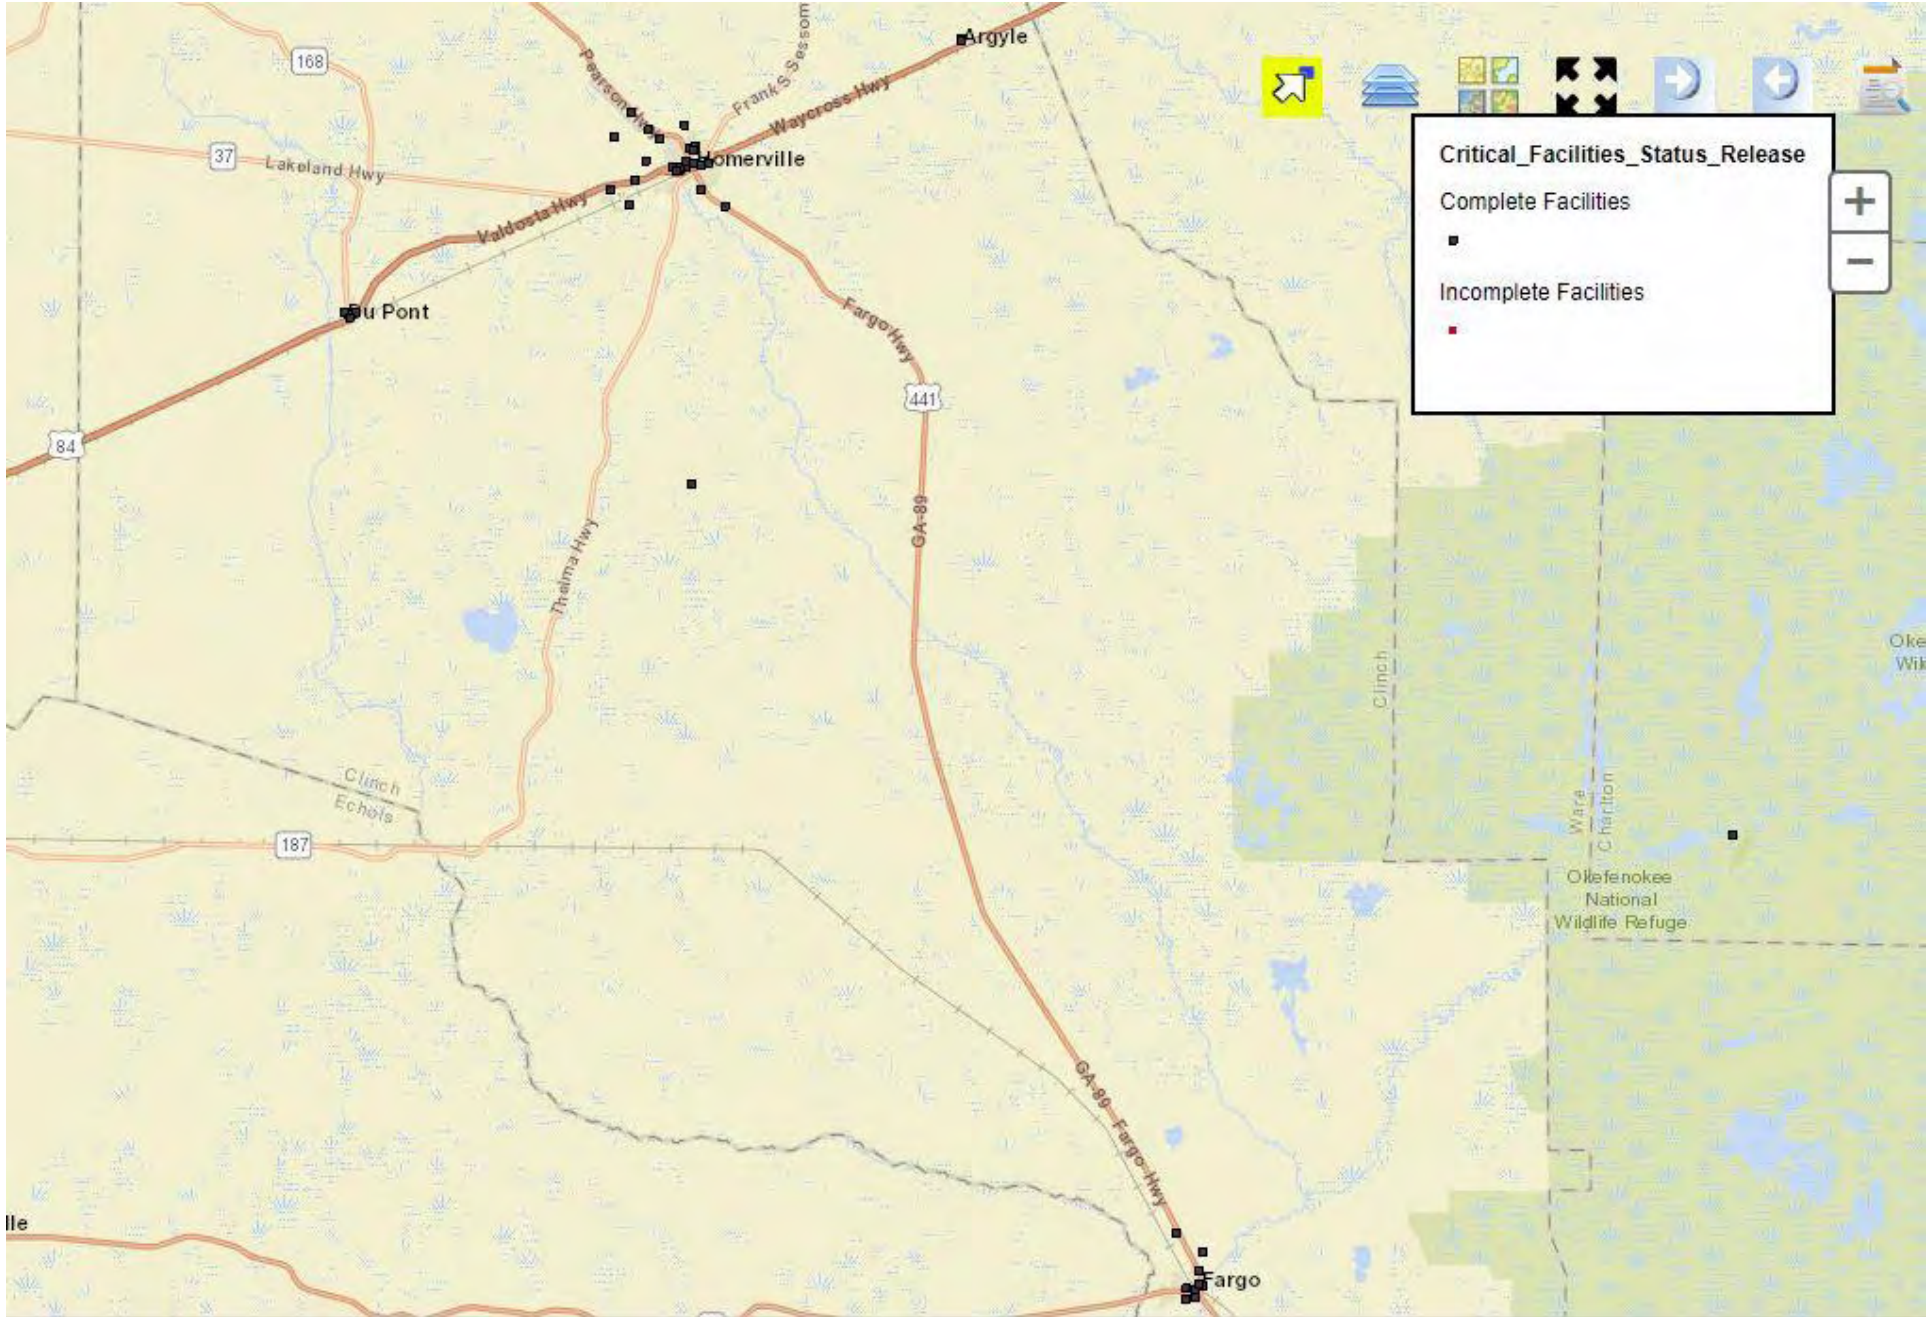 Argyle
168
Pearson Hwy
Frank S Sessom
Waycross Hwy
Critical_Facilities_Status_Release
Complete Facilities
Incomplete Facilities
+
−
37
Lakeland Hwy
omerville
Valdosta Hwy
Du Pont
Fargo Hwy
441
84
GA-89
Thelma Hwy
Oke
Wil
Clinch
Clinch
Echols
Ware
Charlton
187
Okefenokee
National
Wildlife Refuge
GA-89
Fargo Hwy
lle
Fargo